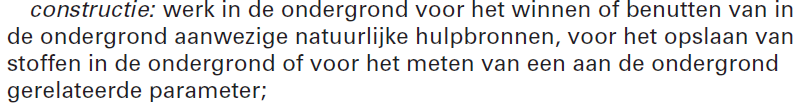 constructie: werk in de ondergrond voor het winnen of benutten van in
de ondergrond aanwezige natuurlijke hulpbronnen, voor het opslaan van
stoffen in de ondergrond of voor het meten van een aan de ondergrond
gerelateerde parameter;